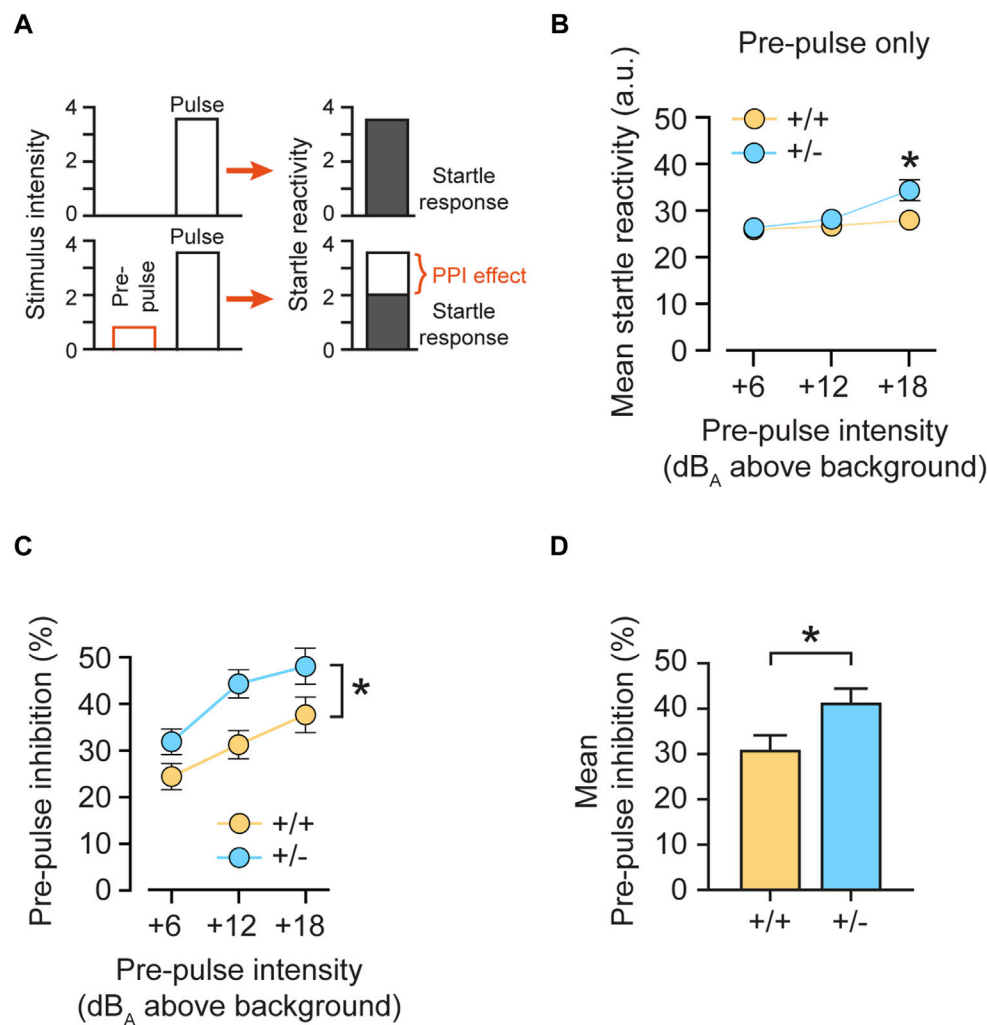 A
Stimulus intensity
4
2
0
Pulse
4
2
0
Pre-
pulse
Pulse
Startle reactivity
4
2
0
Startle
response
4
2
0
PPI effect
Startle
response
B
Pre-pulse only
Mean startle reactivity (a.u.)
50
40
30
20
10
0
+/+
+/-
*
+6 +12 +18
Pre-pulse intensity
(dBA above background)
C
Pre-pulse inhibition (%)
50
40
30
20
10
0
*
+/+
+/-
+6 +12 +18
Pre-pulse intensity
(dBA above background)
D
Mean
Pre-pulse inhibition (%)
50
40
30
20
10
0
*
+/+ +/-